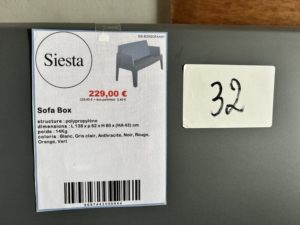 Siesta
229,00 €
Sofa Box
structure : polypropylène
dimensions : L 138 x p 62 x H 80 x (HA 42) cm
poids : 14Kg
coloris : Blanc, Gris clair, Anthracite, Noir, Rouge,
Orange, Vert
32